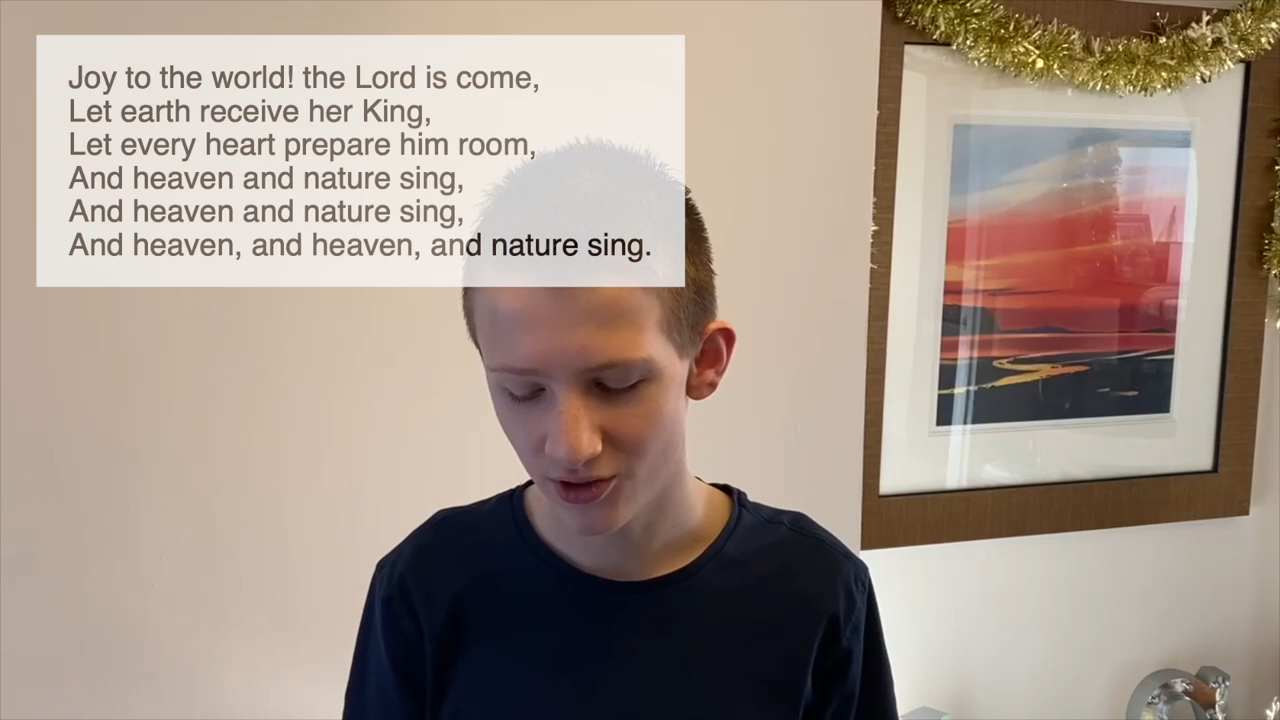 Joy to the world! the Lord is come,
Let earth receive her King,
Let every heart prepare him room,
And heaven and nature sing,
And heaven and nature sing,
And heaven, and heaven, and nature sing.